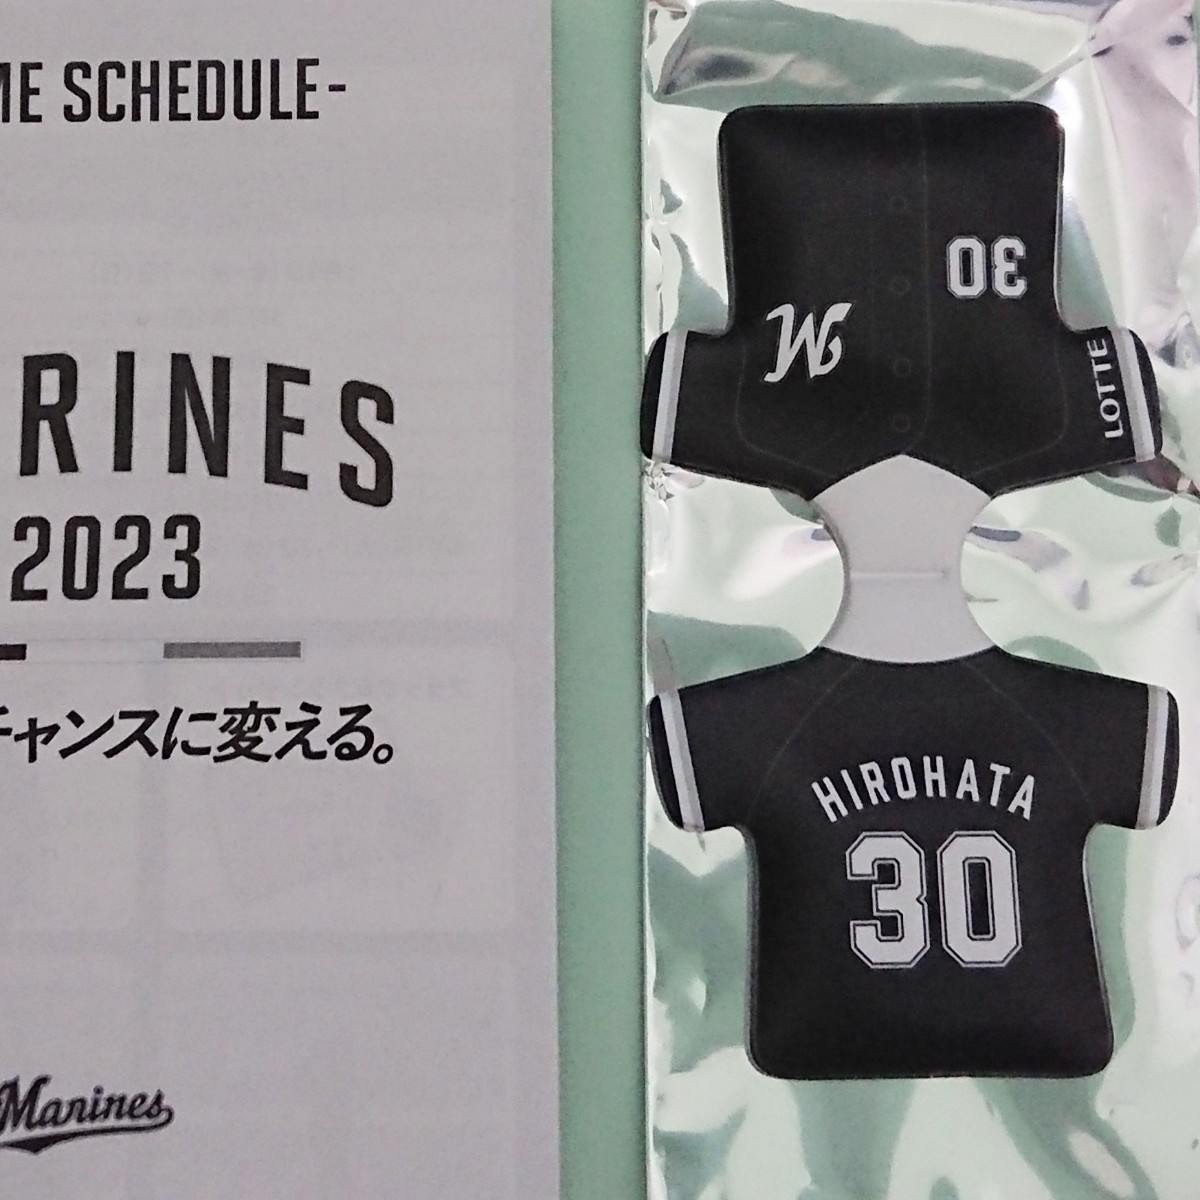 ME SCHEDULE-
RINES
2023
チャンスに変える。
Marines
30
M
LOTTE
HIROHATA
30